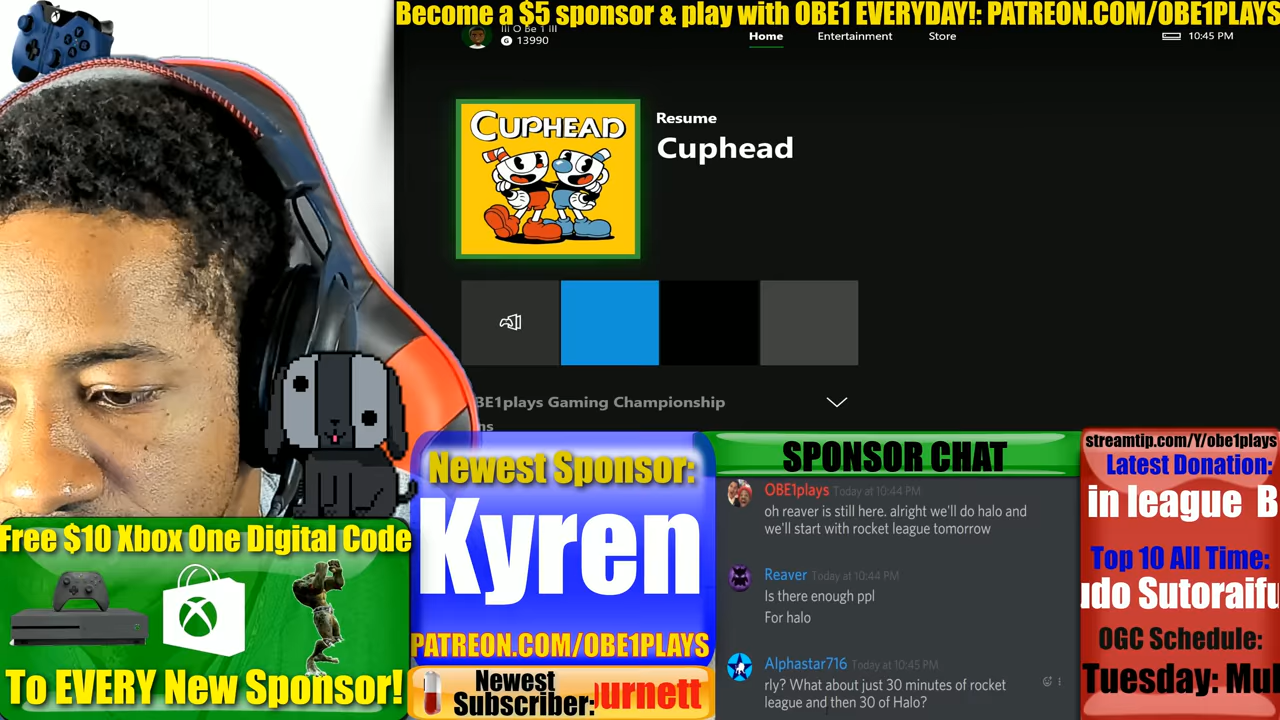 Become a $5 sponsor & play with OBE1 EVERYDAY!: PATREON.COM/OBE1PLAYS
III O Be 1 III
G 13990
Home
Entertainment
Store
10:45 PM
CUPHEAD
Resume
Cuphead
BE1plays Gaming Championship
ns
Newest Sponsor:
Kyren
PATREON.COM/OBE1PLAYS
Newest
Subscriber:
urnett
Free $10 Xbox One Digital Code
To EVERY New Sponsor!
SPONSOR CHAT
OBE1plays Today at 10:44 PM
oh reaver is still here. alright we'll do halo and
we'll start with rocket league tomorrow
Reaver Today at 10:44 PM
Is there enough ppl
For halo
Alphastar716 Today at 10:45 PM
rly? What about just 30 minutes of rocket
league and then 30 of Halo?
streamtip.com/Y/obe1plays
Latest Donation:
in league B
Top 10 All Time:
udo Sutoraifu
OGC Schedule:
Tuesday: Mul